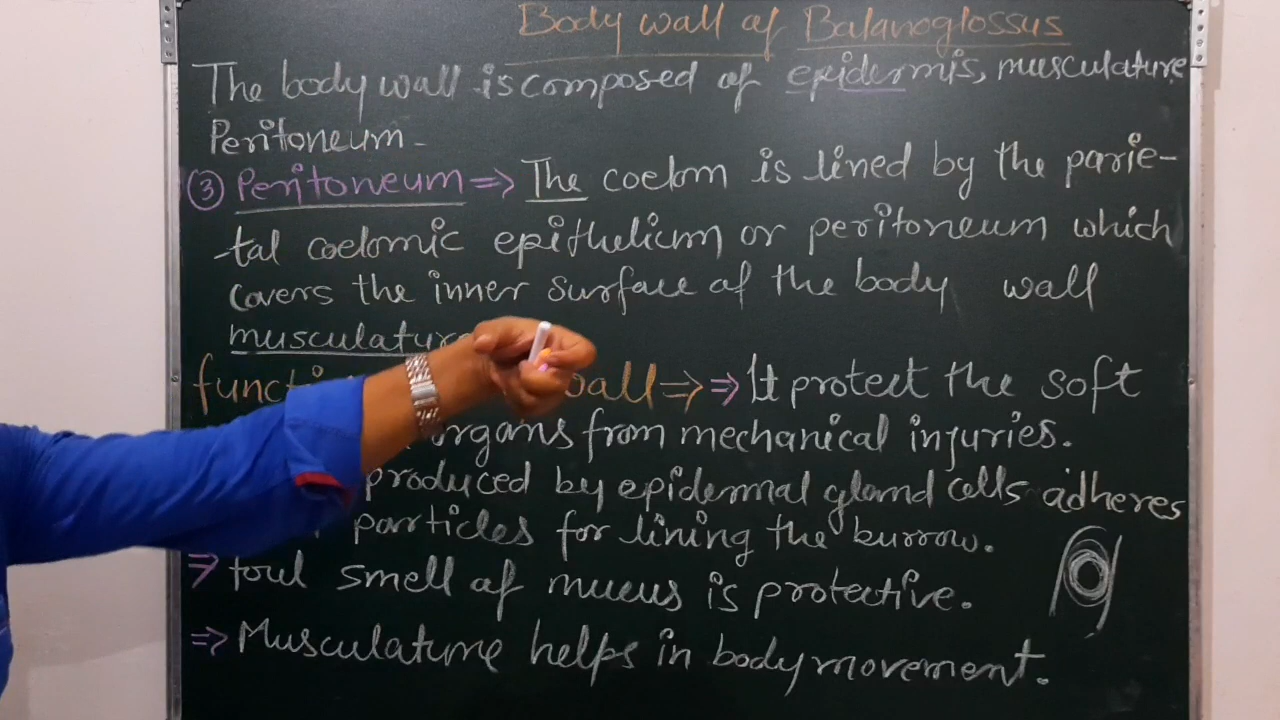 Body wall of Balanoglossus
The body wall is composed of epidermis, musculature
Peritoneum -
③ Peritoneum ⇒ The coelom is lined by the parie-
tal coelomic epithelium or peritoneum which
covers the inner surface of the body wall
musculature
wall ⇒ ⇒ It protect the soft
organs from mechanical injuries.
produced by epidermal gland cells adheres
particles for lining the burrow.
⇒ foul smell of mucus is protective.
⇒ Musculature helps in body movement.